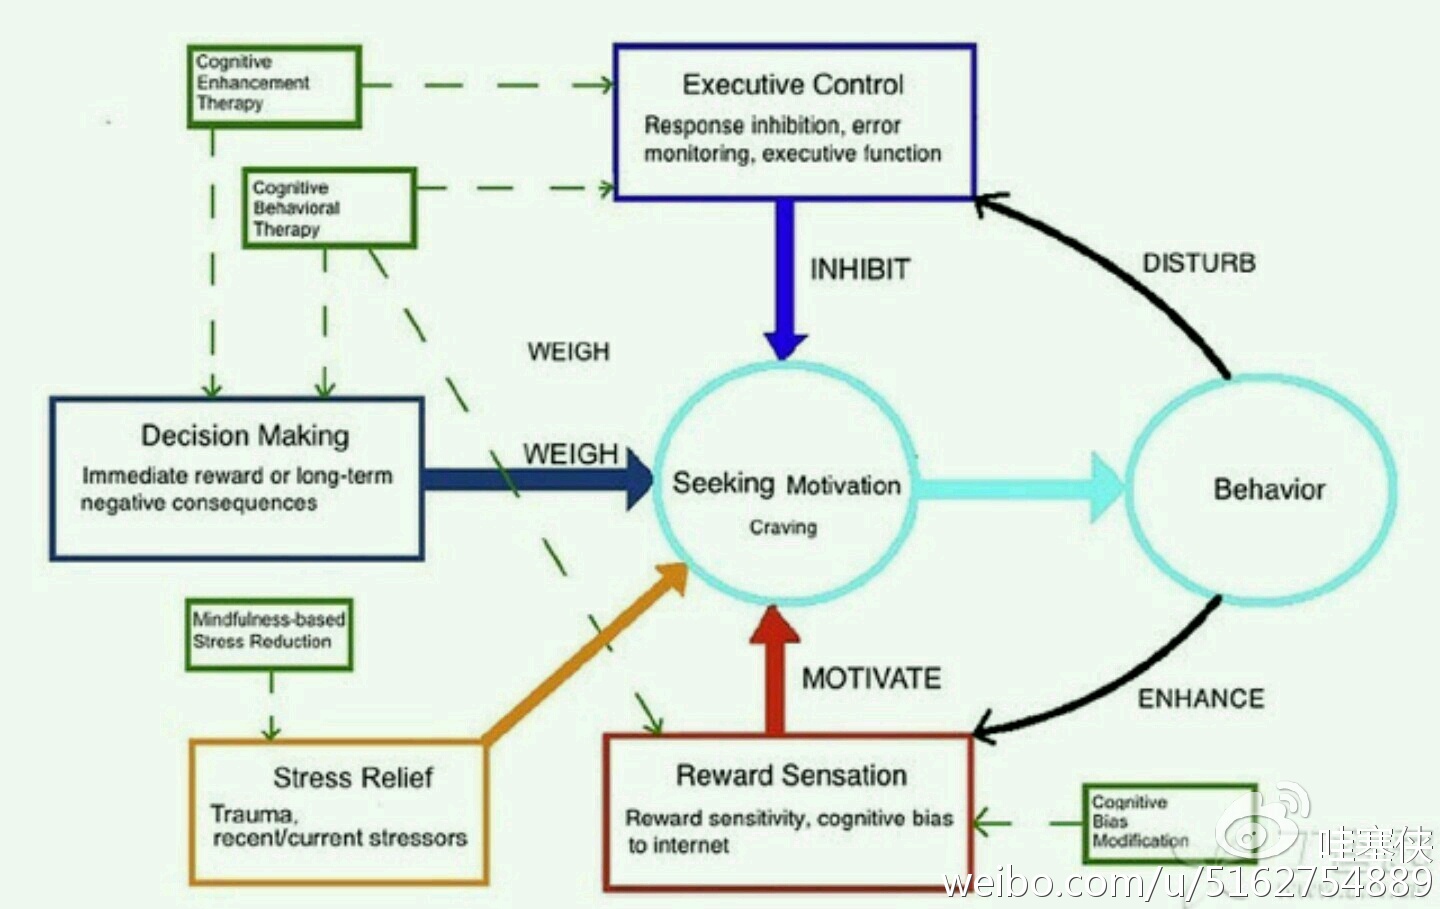 Cognitive
Enhancement
Therapy
Executive Control
Response inhibition, error
monitoring, executive function
Cognitive
Behavioral
Therapy
INHIBIT
DISTURB
WEIGH
Decision Making
Immediate reward or long-term
negative consequences
WEIGH
Seeking Motivation
Craving
Behavior
Mindfulness-based
Stress Reduction
MOTIVATE
ENHANCE
Stress Relief
Trauma,
recent/current stressors
Reward Sensation
Reward sensitivity, cognitive bias
to internet
Cognitive
Bias
Modification
哇塞侠
weibo.com/u/5162754889